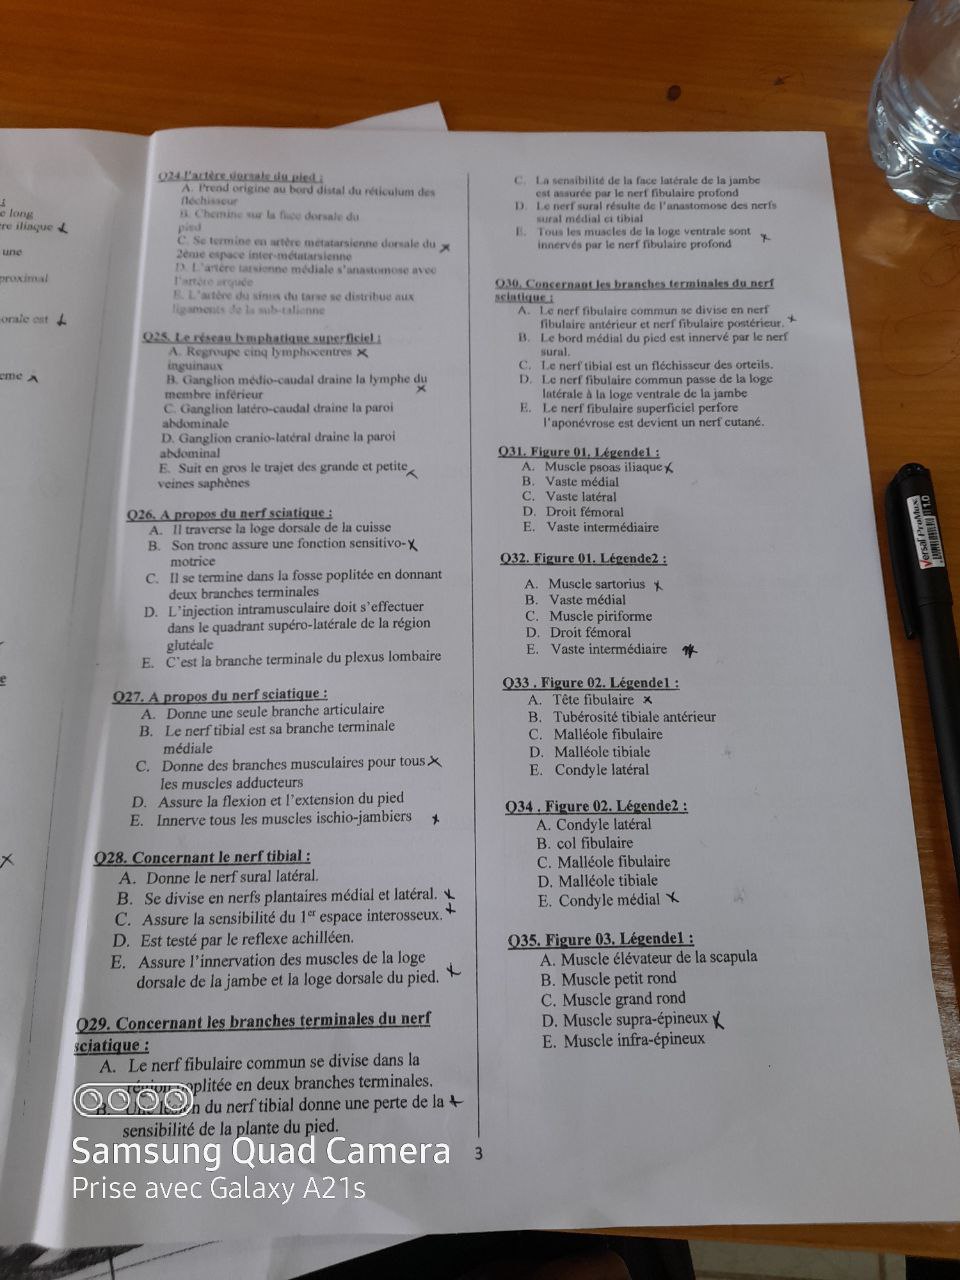 e long
re iliaque
une
proximal
orale est
eme
e
Q24.l'artère dorsale du pied :
A. Prend origine au bord distal du réticulum des
fléchisseur
B. Chemine sur la face dorsale du
pied
C. Se termine en artère métatarsienne dorsale du
2ème espace inter-métatarsienne
D. L'artère tarsienne médiale s'anastomose avec
l'artère arquée
E. L'artère du sinus du tarse se distribue aux
ligaments de la sub-talienne
Q25. Le réseau lymphatique superficiel :
A. Regroupe cinq lymphocentres
inguinaux
B. Ganglion médio-caudal draine la lymphe du
membre inférieur
C. Ganglion latéro-caudal draine la paroi
abdominale
D. Ganglion cranio-latéral draine la paroi
abdominal
E. Suit en gros le trajet des grande et petite
veines saphènes
Q26. A propos du nerf sciatique :
A. Il traverse la loge dorsale de la cuisse
B. Son tronc assure une fonction sensitivo-
motrice
C. Il se termine dans la fosse poplitée en donnant
deux branches terminales
D. L'injection intramusculaire doit s'effectuer
dans le quadrant supéro-latérale de la région
glutéale
E. C'est la branche terminale du plexus lombaire
Q27. A propos du nerf sciatique :
A. Donne une seule branche articulaire
B. Le nerf tibial est sa branche terminale
médiale
C. Donne des branches musculaires pour tous
les muscles adducteurs
D. Assure la flexion et l'extension du pied
E. Innerve tous les muscles ischio-jambiers
Q28. Concernant le nerf tibial :
A. Donne le nerf sural latéral.
B. Se divise en nerfs plantaires médial et latéral.
C. Assure la sensibilité du 1er espace interosseux.
D. Est testé par le reflexe achilléen.
E. Assure l'innervation des muscles de la loge
dorsale de la jambe et la loge dorsale du pied.
Q29. Concernant les branches terminales du nerf
sciatique :
A. Le nerf fibulaire commun se divise dans la
région poplitée en deux branches terminales.
B. Une lésion du nerf tibial donne une perte de la
sensibilité de la plante du pied.
C. La sensibilité de la face latérale de la jambe
est assurée par le nerf fibulaire profond
D. Le nerf sural résulte de l'anastomose des nerfs
sural médial et tibial
E. Tous les muscles de la loge ventrale sont
innervés par le nerf fibulaire profond
Q30. Concernant les branches terminales du nerf
sciatique :
A. Le nerf fibulaire commun se divise en nerf
fibulaire antérieur et nerf fibulaire postérieur.
B. Le bord médial du pied est innervé par le nerf
sural.
C. Le nerf tibial est un fléchisseur des orteils.
D. Le nerf fibulaire commun passe de la loge
latérale à la loge ventrale de la jambe
E. Le nerf fibulaire superficiel perfore
l'aponévrose est devient un nerf cutané.
Q31. Figure 01. Légende1 :
A. Muscle psoas iliaque
B. Vaste médial
C. Vaste latéral
D. Droit fémoral
E. Vaste intermédiaire
Q32. Figure 01. Légende2 :
A. Muscle sartorius
B. Vaste médial
C. Muscle piriforme
D. Droit fémoral
E. Vaste intermédiaire
Q33 . Figure 02. Légende1 :
A. Tête fibulaire
B. Tubérosité tibiale antérieur
C. Malléole fibulaire
D. Malléole tibiale
E. Condyle latéral
Q34 . Figure 02. Légende2 :
A. Condyle latéral
B. col fibulaire
C. Malléole fibulaire
D. Malléole tibiale
E. Condyle médial
Q35. Figure 03. Légende1 :
A. Muscle élévateur de la scapula
B. Muscle petit rond
C. Muscle grand rond
D. Muscle supra-épineux
E. Muscle infra-épineux
3
Versal ProMax 1.0
Samsung Quad Camera
Prise avec Galaxy A21s